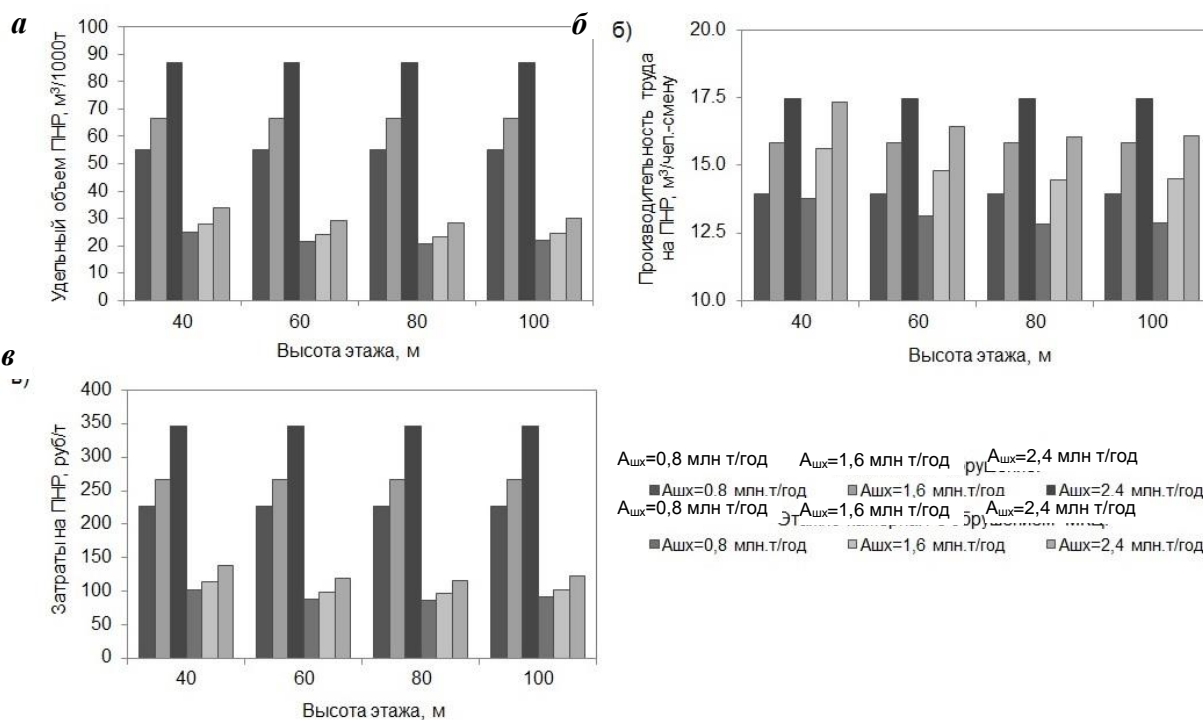 а
Удельный объем ПНР, м³/1000т
100
90
80
70
60
50
40
30
20
10
0
40 60 80 100
Высота этажа, м
б
б)
Производительность труда
на ПНР, м³/чел.-смену
20.0
17.5
15.0
12.5
10.0
40 60 80 100
Высота этажа, м
в
Затраты на ПНР, руб/т
400
350
300
250
200
150
100
50
0
40 60 80 100
Высота этажа, м
Aшх=0,8 млн т/год Aшх=1,6 млн т/год Aшх=2,4 млн т/год
Aшх=0.8 млн.т/год Aшх=1,6 млн.т/год Aшх=2.4 млн.т/год
Aшх=0,8 млн т/год Aшх=1,6 млн т/год Aшх=2,4 млн т/год
Aшх=0,8 млн.т/год Aшх=1,6 млн.т/год Aшх=2,4 млн.т/год